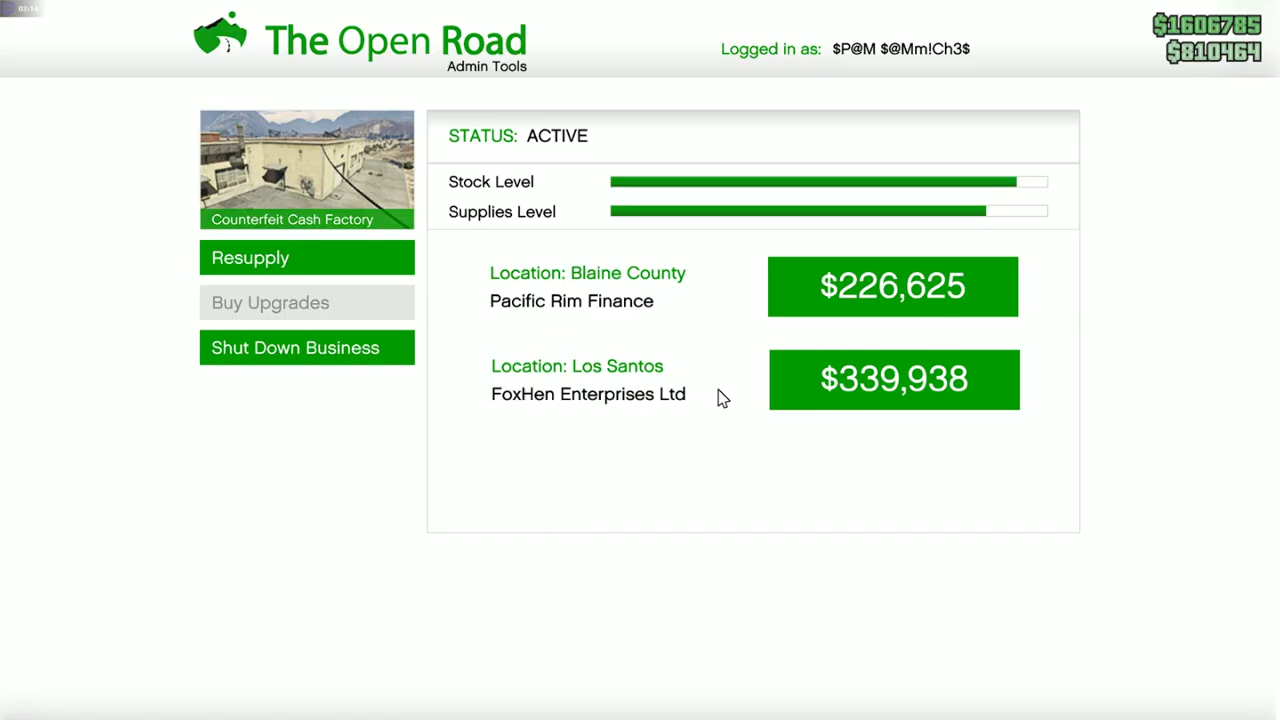 02:14
The Open Road
Admin Tools
Logged in as: $P@M $@Mm!Ch3$
$1606785
$810464
Counterfeit Cash Factory
Resupply
Buy Upgrades
Shut Down Business
STATUS: ACTIVE
Stock Level
Supplies Level
Location: Blaine County
Pacific Rim Finance
$226,625
Location: Los Santos
FoxHen Enterprises Ltd
$339,938